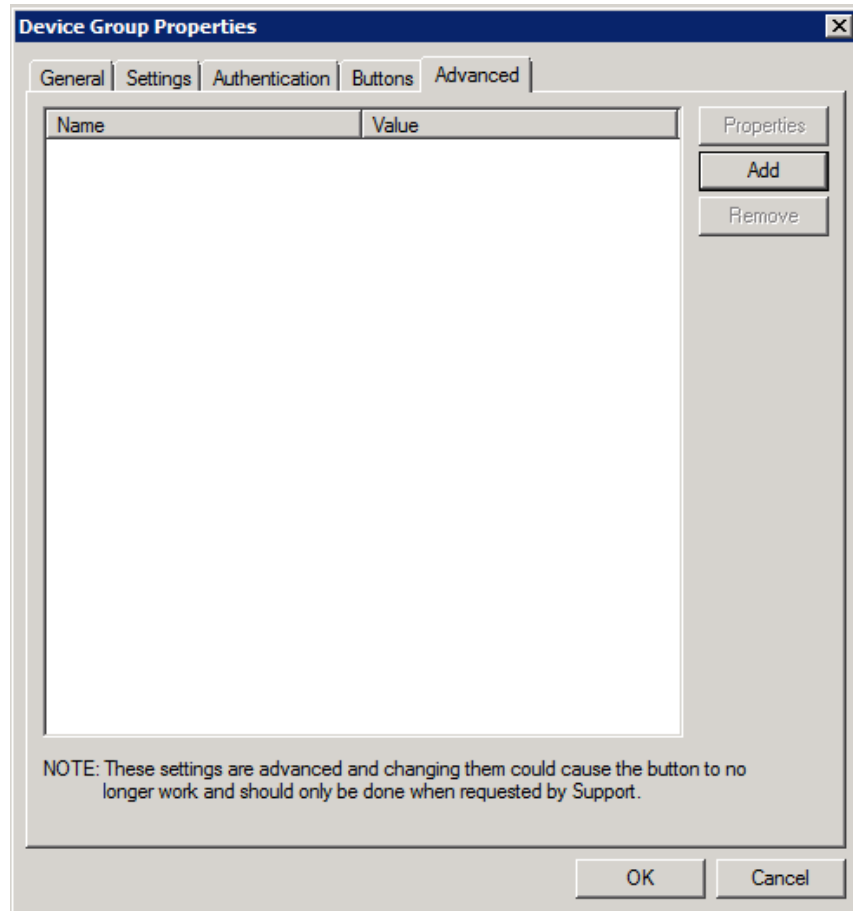 Device Group Properties
General Settings Authentication Buttons Advanced
Name Value
Properties
Add
Remove
NOTE: These settings are advanced and changing them could cause the button to no
longer work and should only be done when requested by Support.
OK Cancel